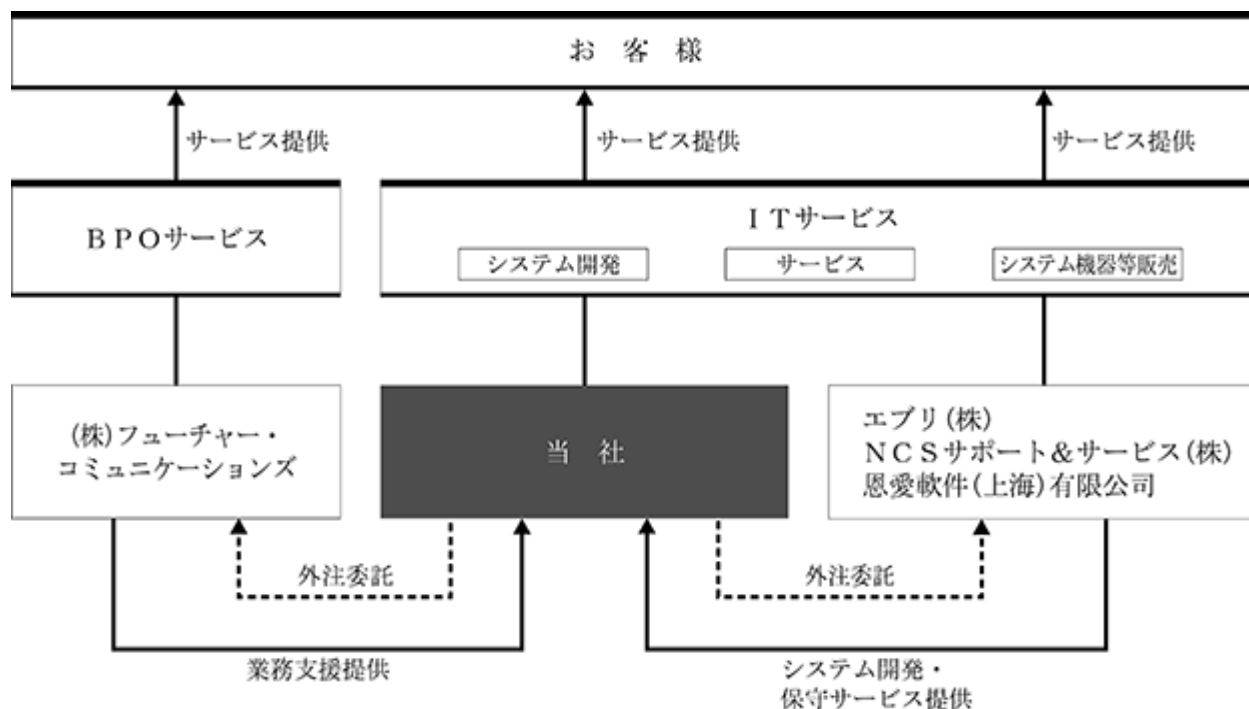 お 客 様
サービス提供
サービス提供
サービス提供
BPOサービス
ITサービス
システム開発
サービス
システム機器等販売
(株)フューチャー・
コミュニケーションズ
当 社
エブリ(株)
NCSサポート&サービス(株)
恩愛軟件(上海)有限公司
外注委託
外注委託
業務支援提供
システム開発・
保守サービス提供